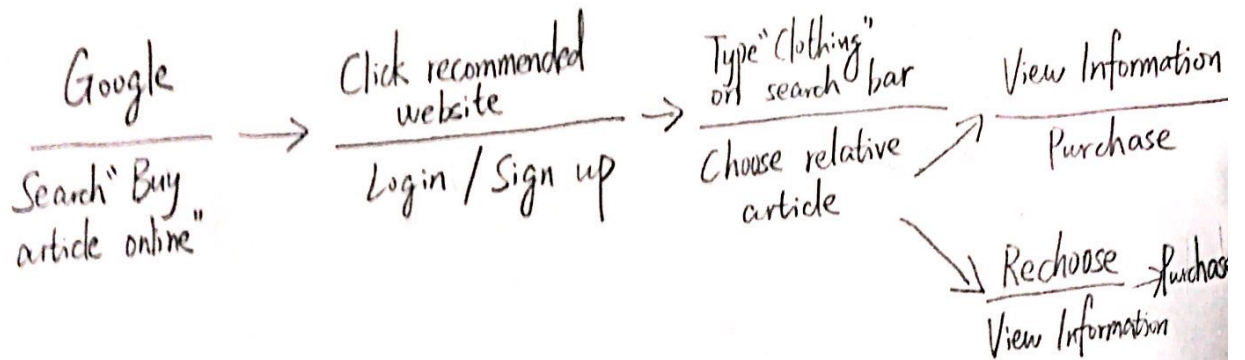 Google
Search "Buy
article online"
Click recommended
website
Login / Sign up
Type "Clothing"
on search bar
Choose relative
article
View Information
Purchase
Rechoose
View Information
Purchas